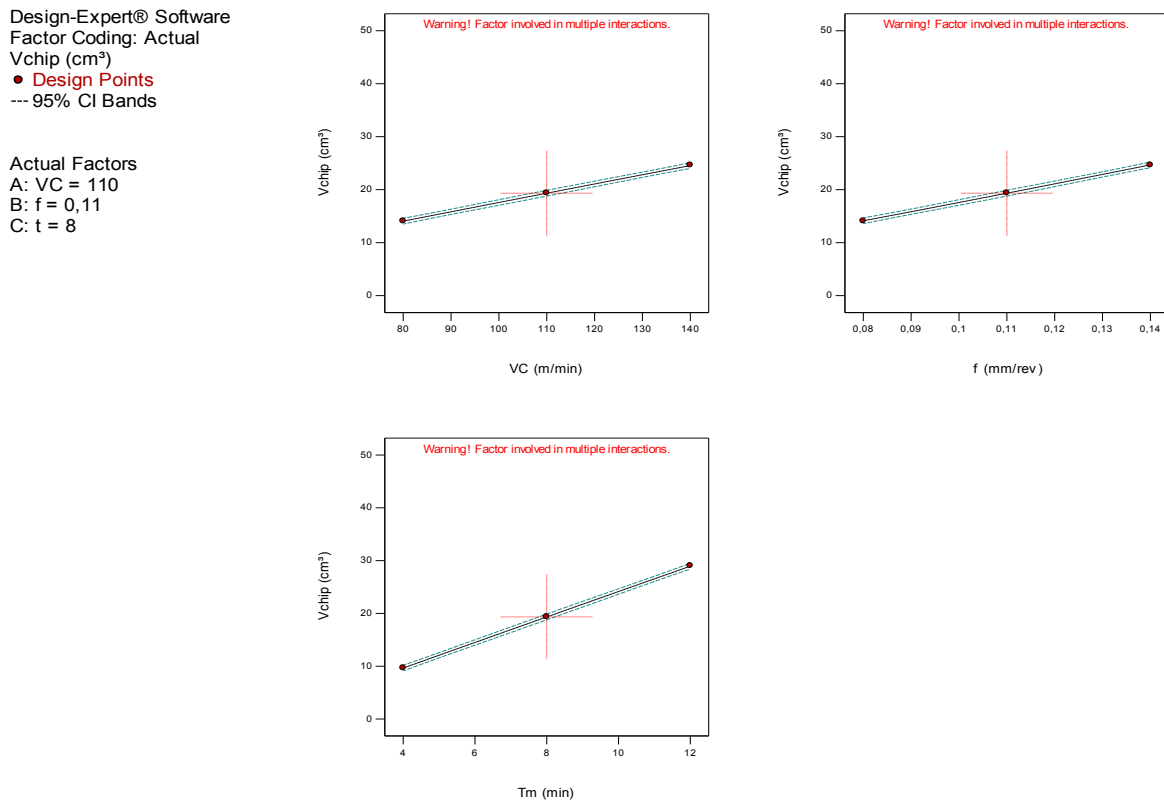 Design-Expert® Software
Factor Coding: Actual
Vchip (cm³)
Design Points
--- 95% CI Bands
Actual Factors
A: VC = 110
B: f = 0,11
C: t = 8
Warning! Factor involved in multiple interactions.
50
40
30
20
10
0
Vchip (cm³)
80
90
100
110
120
130
140
VC (m/min)
Warning! Factor involved in multiple interactions.
50
40
30
20
10
0
Vchip (cm³)
0,08
0,09
0,1
0,11
0,12
0,13
0,14
f (mm/rev)
Warning! Factor involved in multiple interactions.
50
40
30
20
10
0
Vchip (cm³)
4
6
8
10
12
Tm (min)